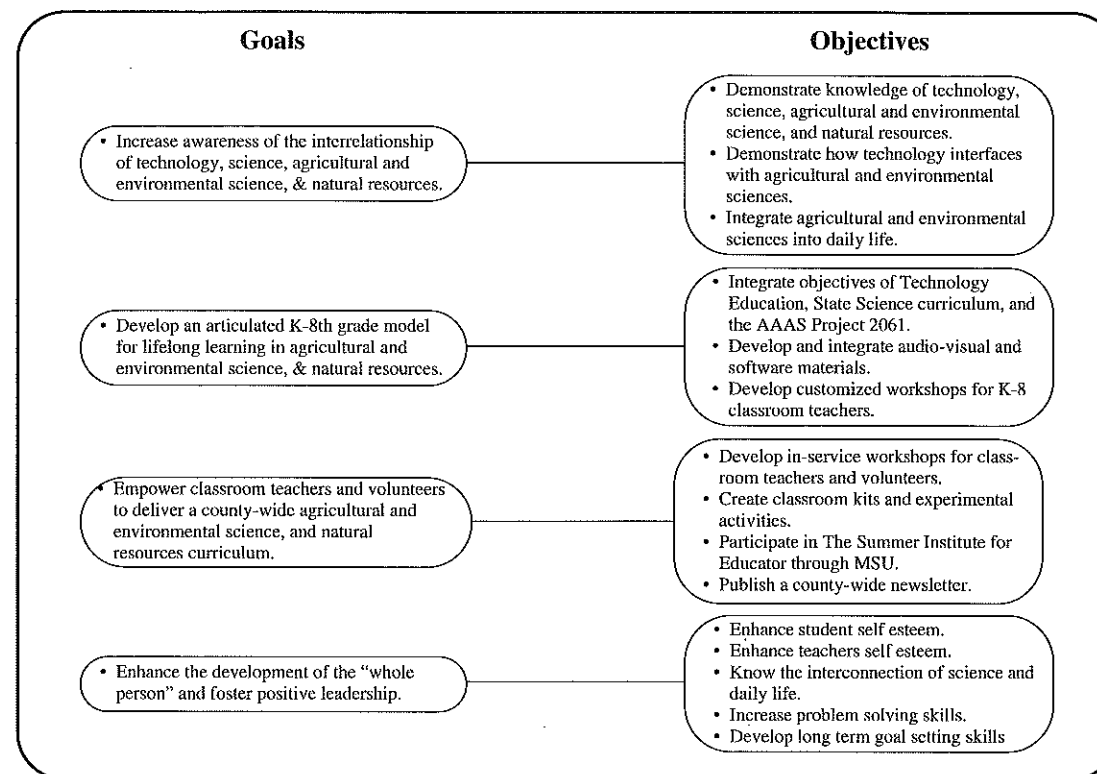 Goals
Objectives
• Increase awareness of the interrelationship
of technology, science, agricultural and
environmental science, & natural resources.
• Demonstrate knowledge of technology,
science, agricultural and environmental
science, and natural resources.
• Demonstrate how technology interfaces
with agricultural and environmental
sciences.
• Integrate agricultural and environmental
sciences into daily life.
• Develop an articulated K-8th grade model
for lifelong learning in agricultural and
environmental science, & natural resources.
• Integrate objectives of Technology
Education, State Science curriculum, and
the AAAS Project 2061.
• Develop and integrate audio-visual and
software materials.
• Develop customized workshops for K-8
classroom teachers.
• Empower classroom teachers and volunteers
to deliver a county-wide agricultural and
environmental science, and natural
resources curriculum.
• Develop in-service workshops for class-
room teachers and volunteers.
• Create classroom kits and experimental
activities.
• Participate in The Summer Institute for
Educator through MSU.
• Publish a county-wide newsletter.
• Enhance the development of the “whole
person” and foster positive leadership.
• Enhance student self esteem.
• Enhance teachers self esteem.
• Know the interconnection of science and
daily life.
• Increase problem solving skills.
• Develop long term goal setting skills